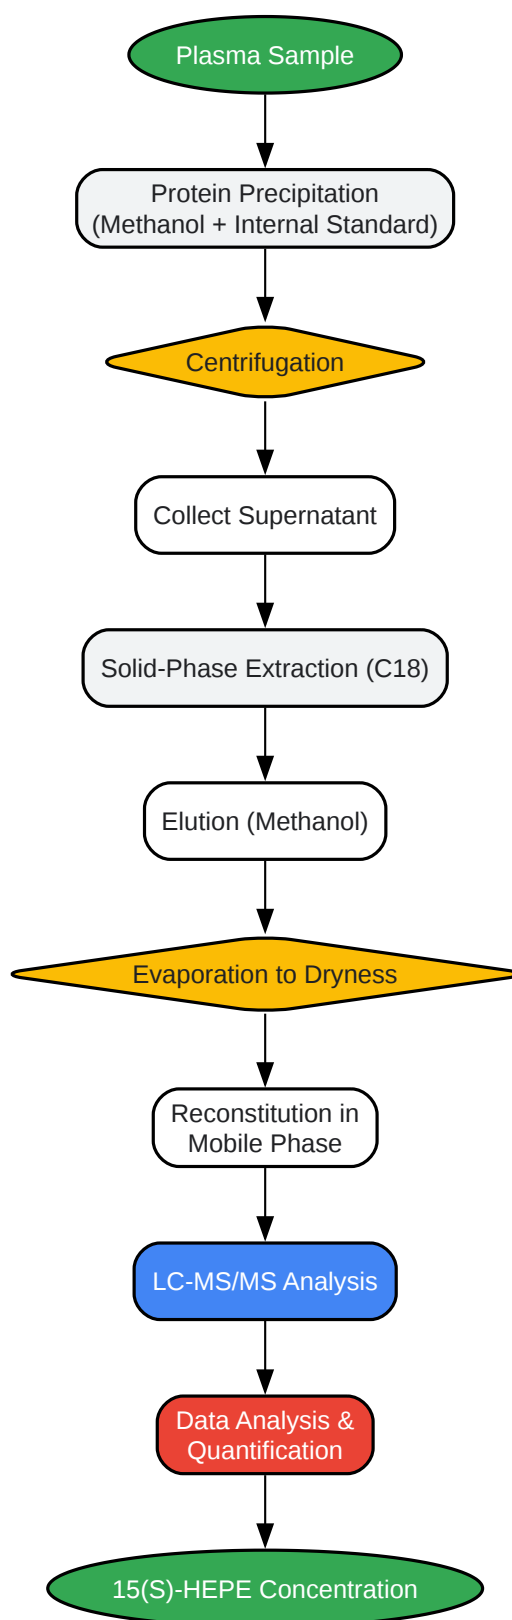 Plasma Sample
Protein Precipitation
(Methanol + Internal Standard)
Centrifugation
Collect Supernatant
Solid-Phase Extraction (C18)
Elution (Methanol)
Evaporation to Dryness
Reconstitution in
Mobile Phase
LC-MS/MS Analysis
Data Analysis &
Quantification
15(S)-HEPE Concentration